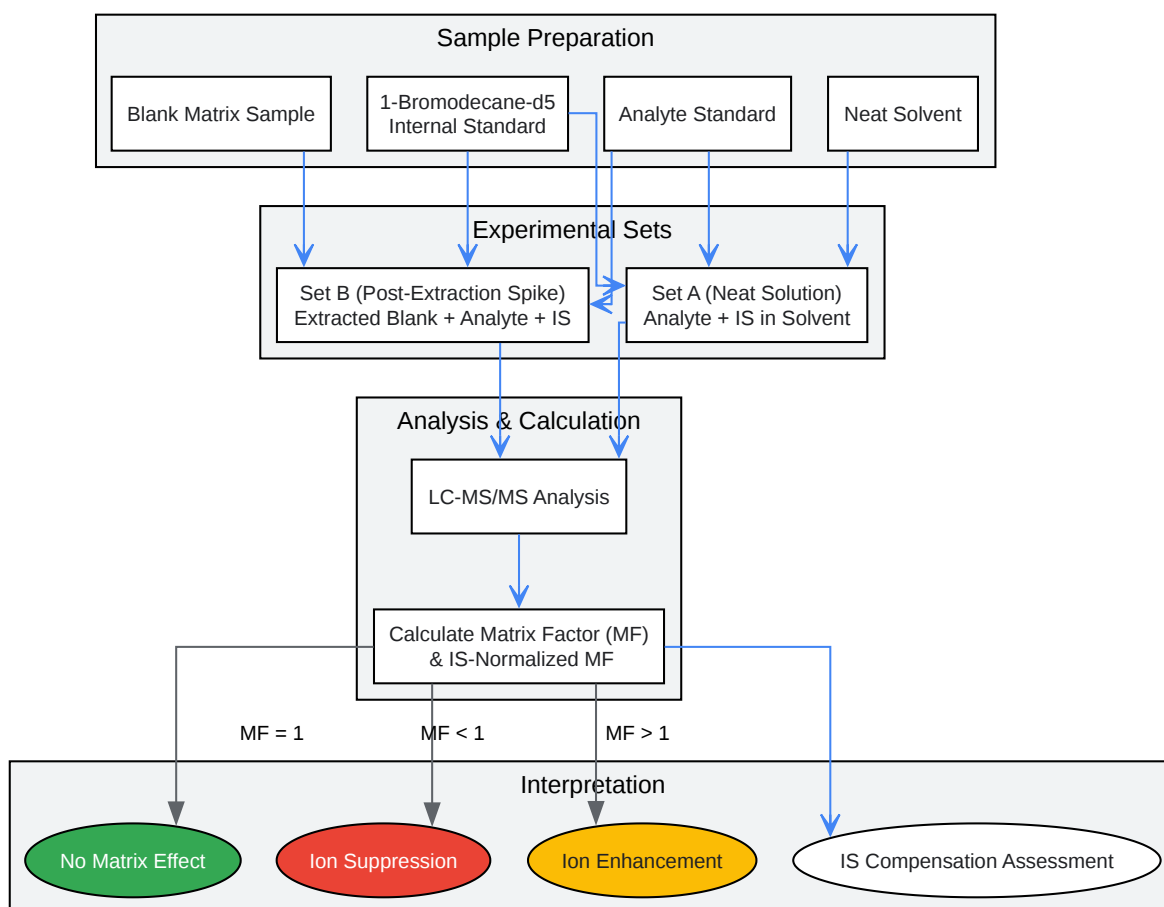 Sample Preparation
Blank Matrix Sample
1-Bromodecane-d5
Internal Standard
Analyte Standard
Neat Solvent
Experimental Sets
Set B (Post-Extraction Spike)
Extracted Blank + Analyte + IS
Set A (Neat Solution)
Analyte + IS in Solvent
Analysis & Calculation
LC-MS/MS Analysis
Calculate Matrix Factor (MF)
& IS-Normalized MF
MF = 1
MF < 1
MF > 1
Interpretation
No Matrix Effect
Ion Suppression
Ion Enhancement
IS Compensation Assessment